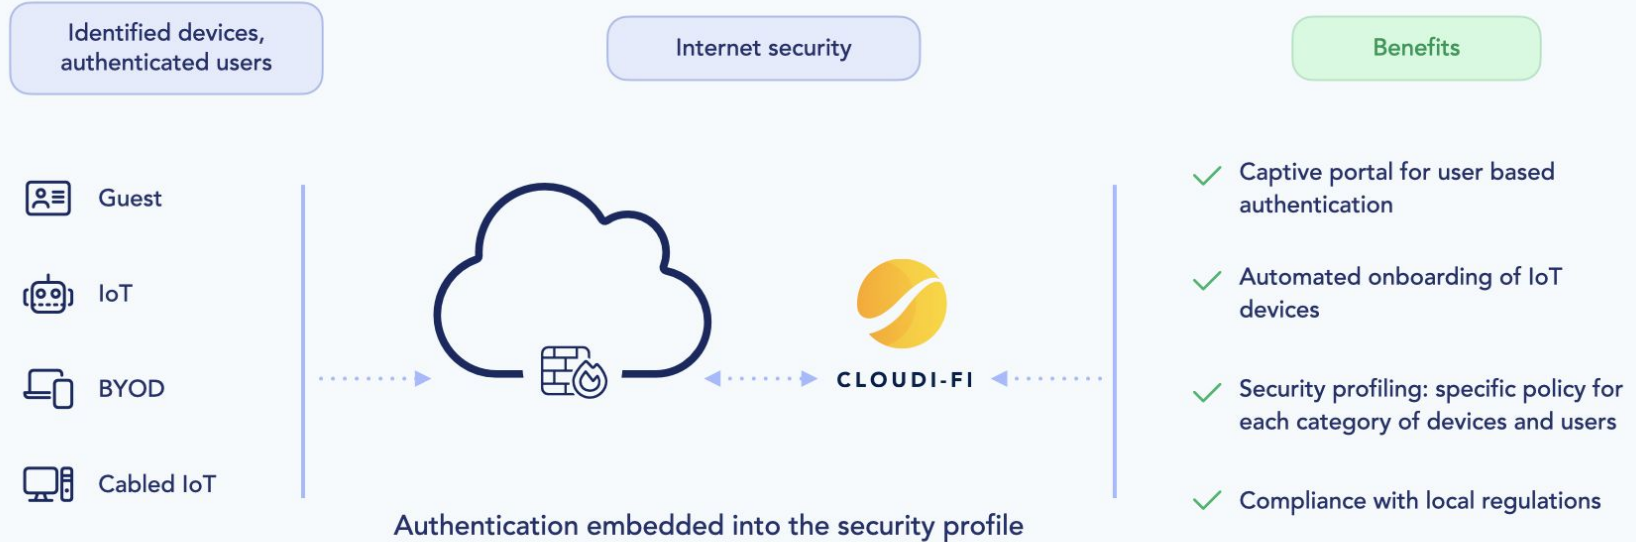 Identified devices,
authenticated users
Internet security
Benefits
Guest
IoT
BYOD
Cabled IoT
CLOUDI-FI
Authentication embedded into the security profile
Captive portal for user based
authentication
Automated onboarding of IoT
devices
Security profiling: specific policy for
each category of devices and users
Compliance with local regulations